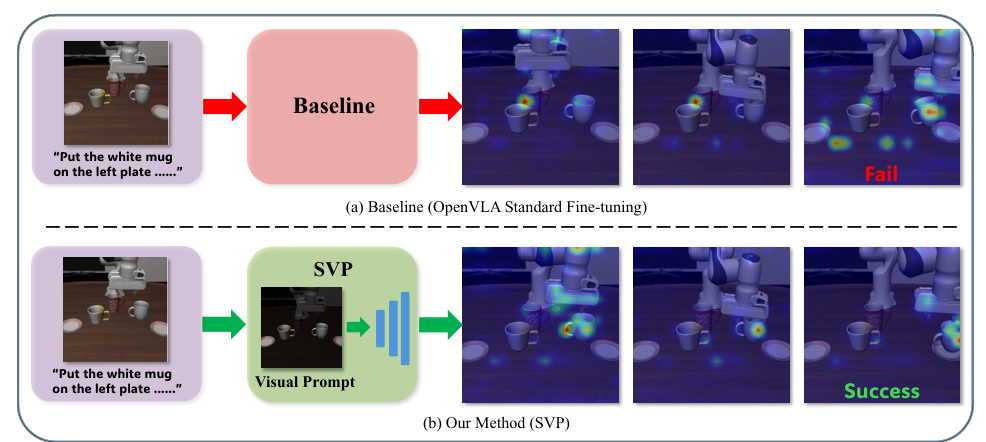 "Put the white mug
on the left plate ......"
Baseline
Fail
(a) Baseline (OpenVLA Standard Fine-tuning)
"Put the white mug
on the left plate ......"
SVP
Visual Prompt
Success
(b) Our Method (SVP)